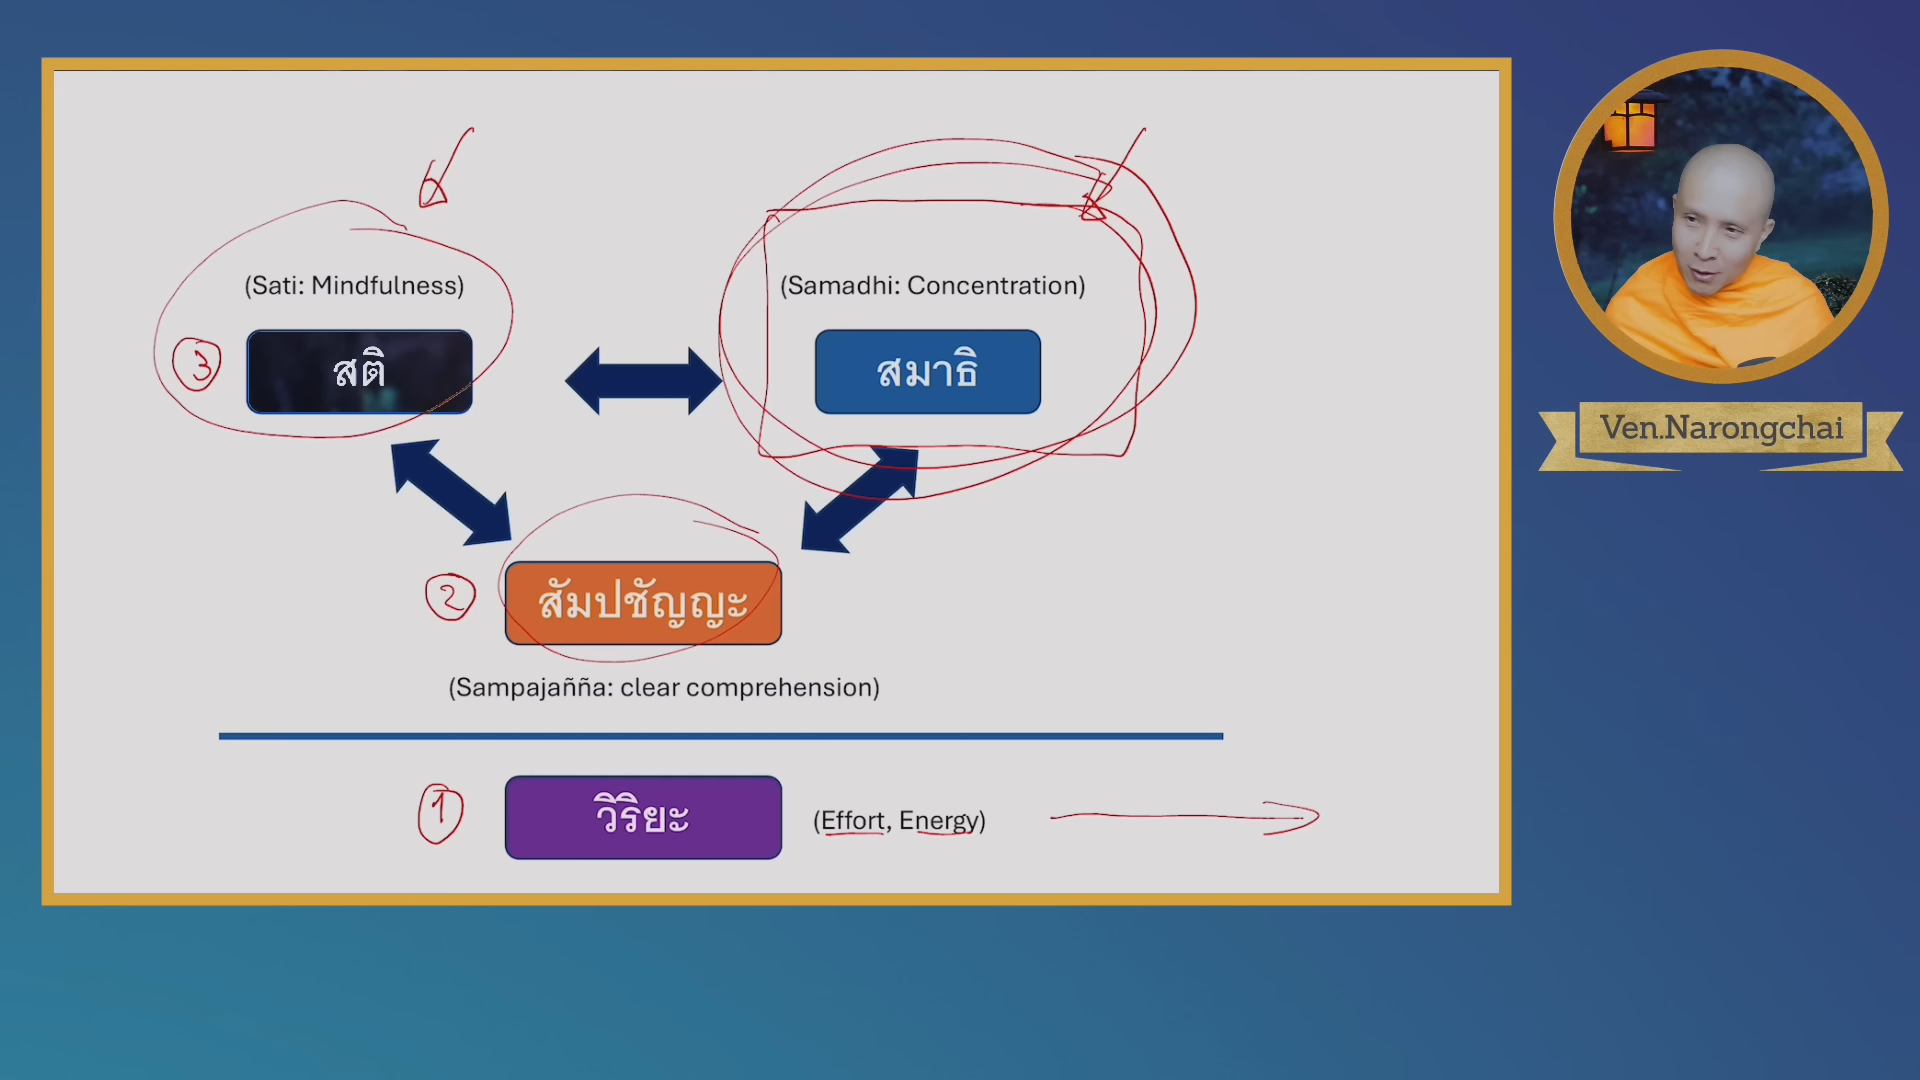 (Sati: Mindfulness)
(Samadhi: Concentration)
3
สติ
สมาธิ
2
สัมปชัญญะ
(Sampajañña: clear comprehension)
1
วิริยะ
(Effort, Energy)
Ven.Narongchai